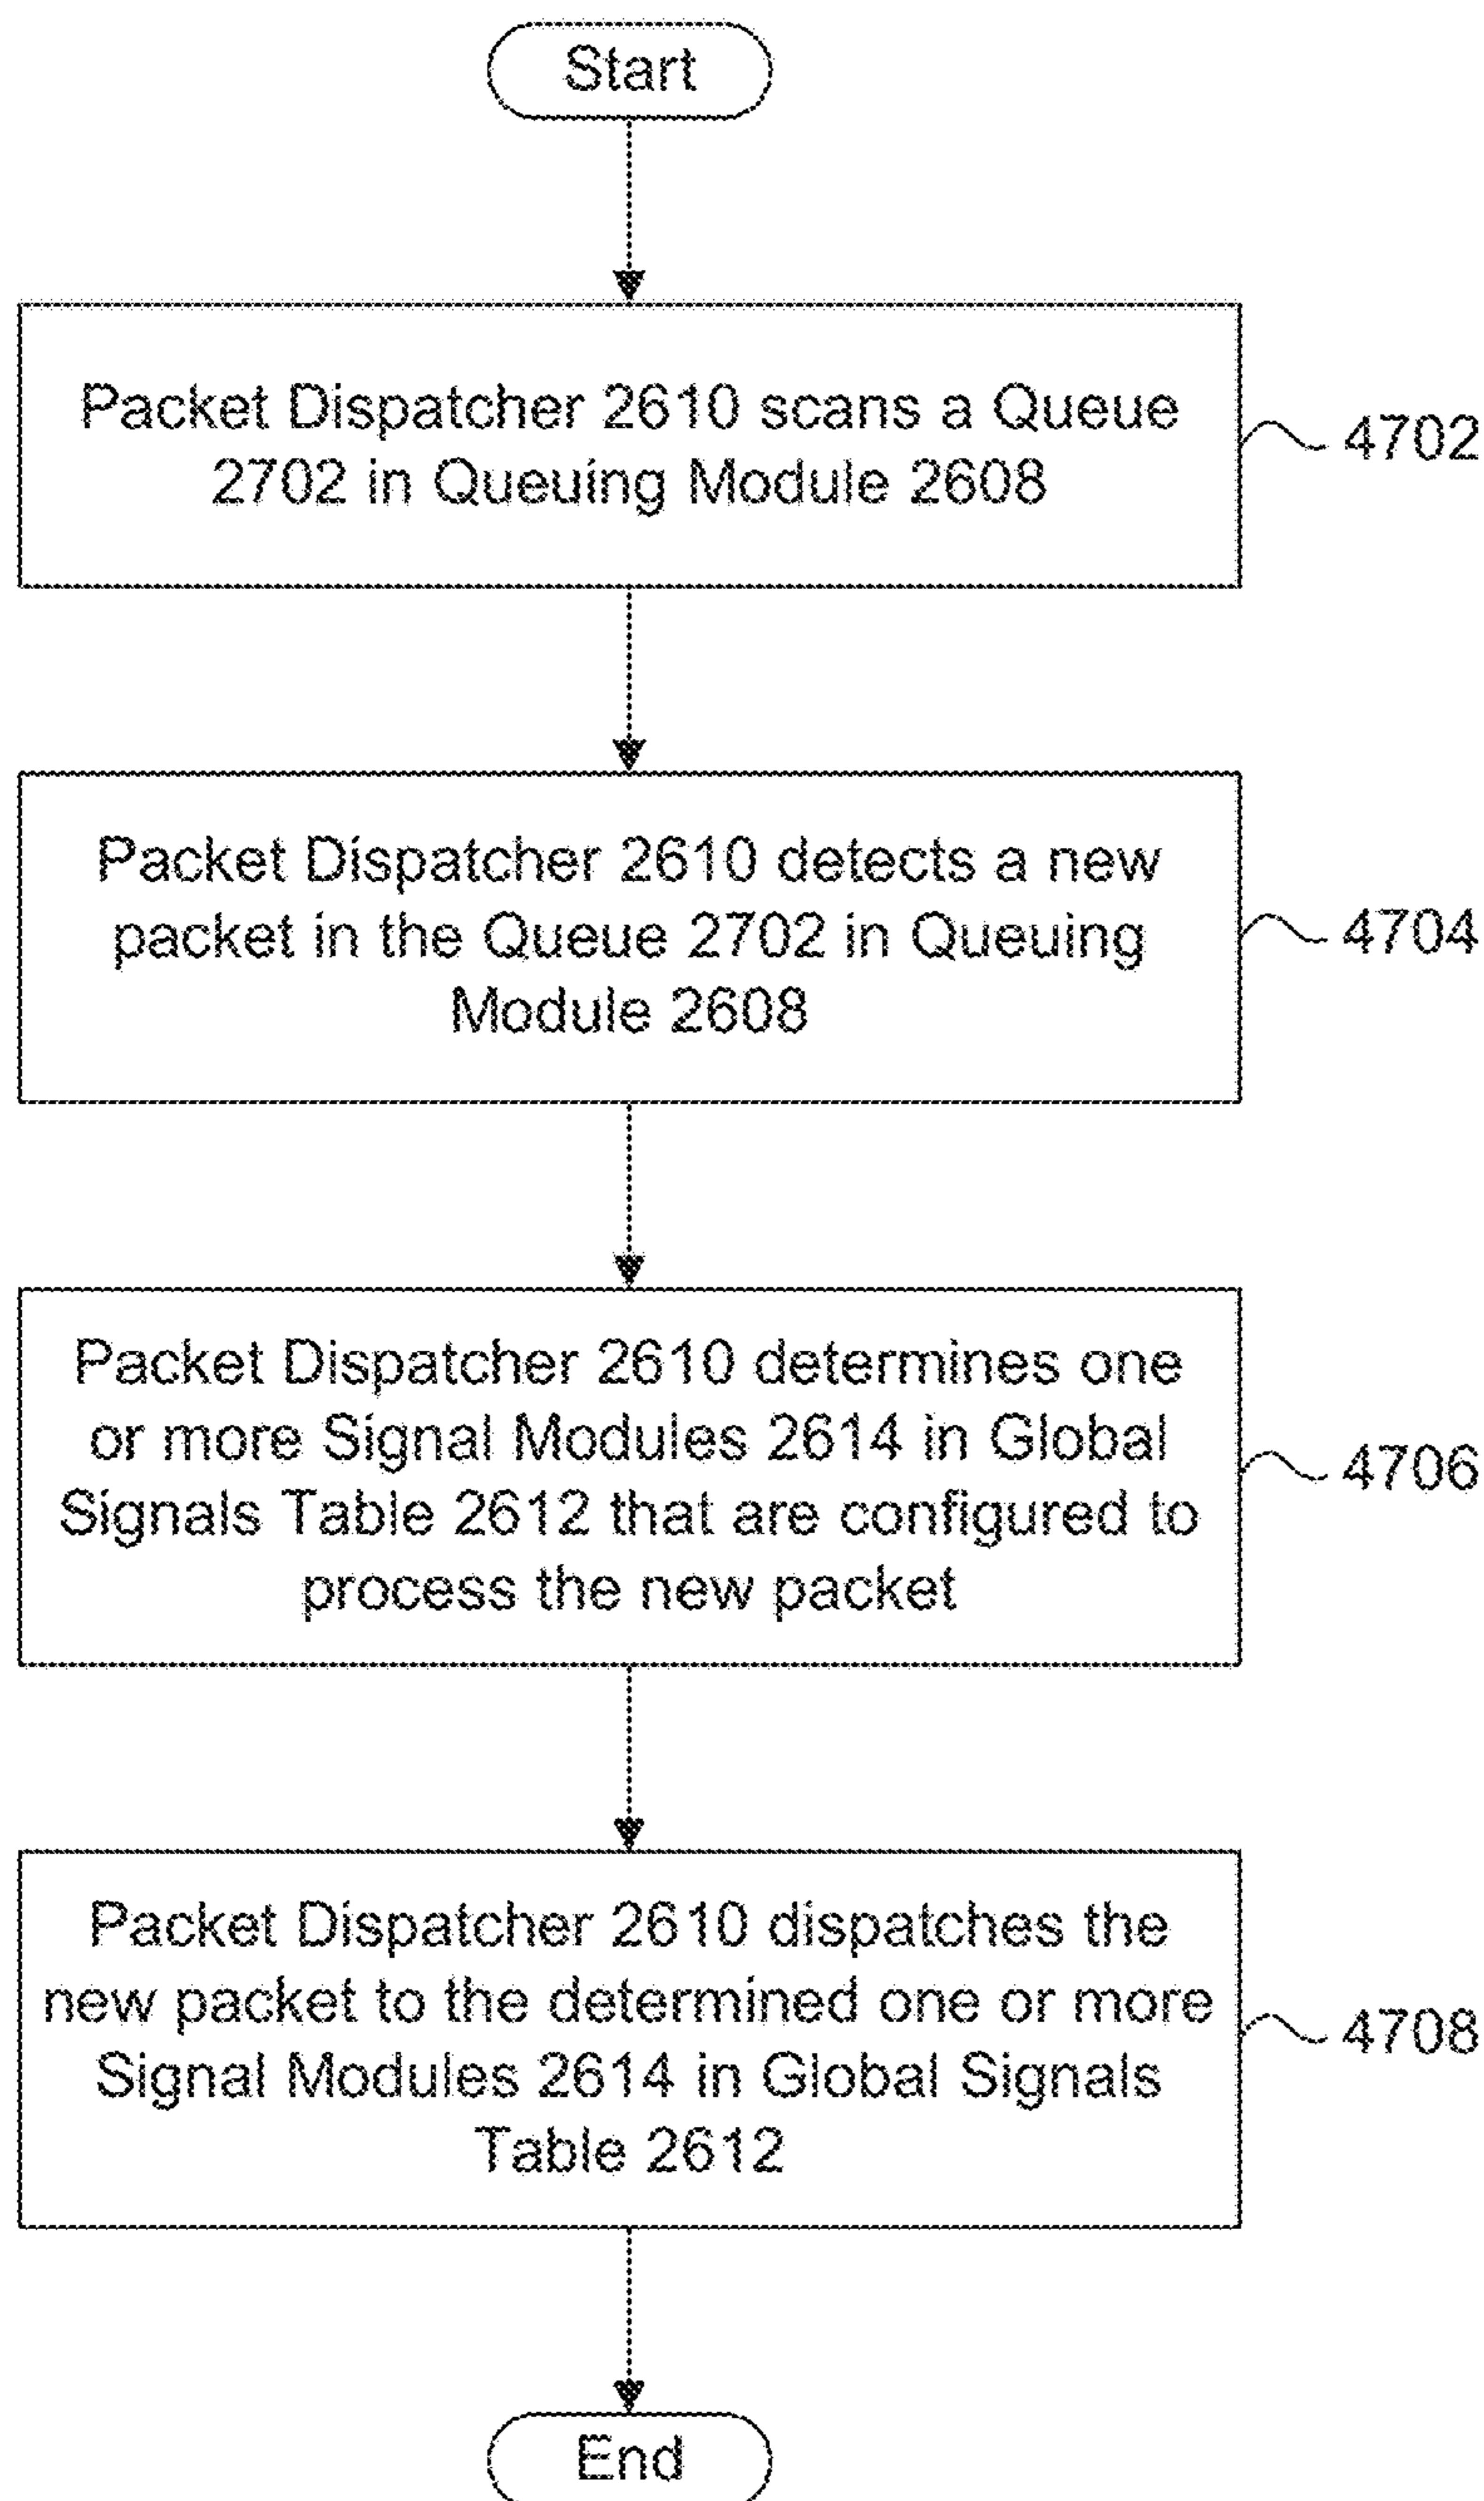 Start
Packet Dispatcher 2610 scans a Queue
2702 in Queuing Module 2608
4702
Packet Dispatcher 2610 detects a new
packet in the Queue 2702 in Queuing
Module 2608
4704
Packet Dispatcher 2610 determines one
or more Signal Modules 2614 in Global
Signals Table 2612 that are configured to
process the new packet
4706
Packet Dispatcher 2610 dispatches the
new packet to the determined one or more
Signal Modules 2614 in Global Signals
Table 2612
4708
End